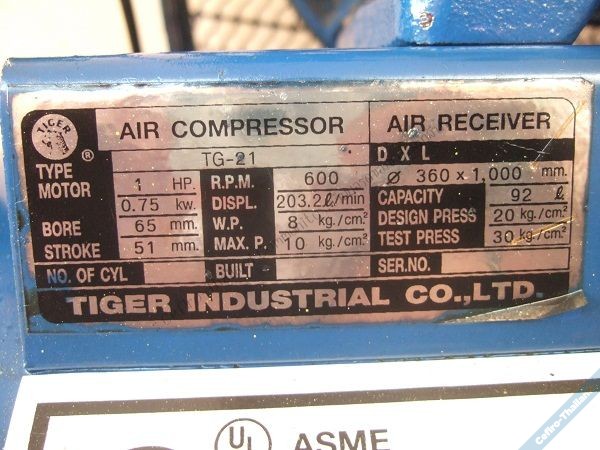 TIGER
®
AIR COMPRESSOR
AIR RECEIVER
TYPE TG-21 D X L
MOTOR 1 HP. R.P.M. 600 ø 360 x 1,000 mm.
0.75 kw. DISPL. 203.2ℓ/min CAPACITY 92 ℓ
BORE 65 mm. W.P. 8 kg./cm² DESIGN PRESS 20 kg./cm²
STROKE 51 mm. MAX. P. 10 kg./cm² TEST PRESS 30 kg./cm²
NO. OF CYL BUILT SER.NO.
TIGER INDUSTRIAL CO.,LTD.
UL ASME